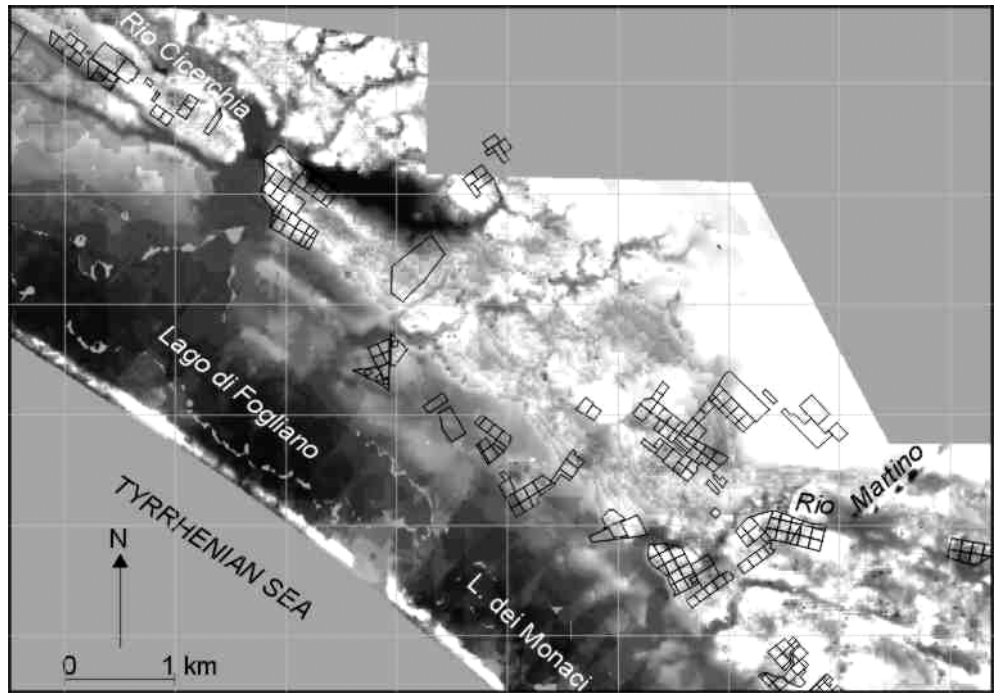 Rio Cicerchia
Lago di Fogliano
TYRRHENIAN SEA
Rio Martino
L. dei Monaci
N
0 1 km